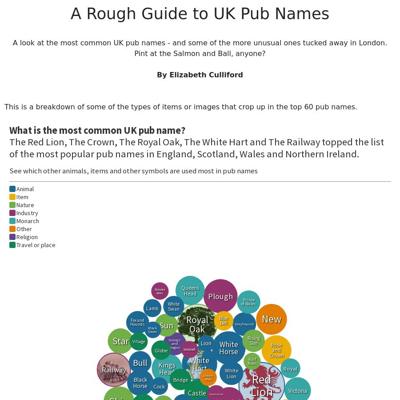 A Rough Guide to UK Pub Names
A look at the most common UK pub names - and some of the more unusual ones tucked away in London.
Pint at the Salmon and Ball, anyone?
By Elizabeth Culliford
This is a breakdown of some of the types of items or images that crop up in the top 60 pub names.
What is the most common UK pub name?
The Red Lion, The Crown, The Royal Oak, The White Hart and The Railway topped the list
of the most popular pub names in England, Scotland, Wales and Northern Ireland.
See which other animals, items and other symbols are used most in pub names
Animal
Item
Nature
Industry
Monarch
Other
Religion
Travel or place
Queens
Head
Plough
White
Swan
Lamb
Royal
Oak
New
Sun
Star
Village
Globe
Lion
White
Horse
Rose
and
Crown
Bull
Railway
Kings
Head
White
Hart
Royal
Black
Horse
Cock
Bridge
Red
Lion
Victoria
Castle